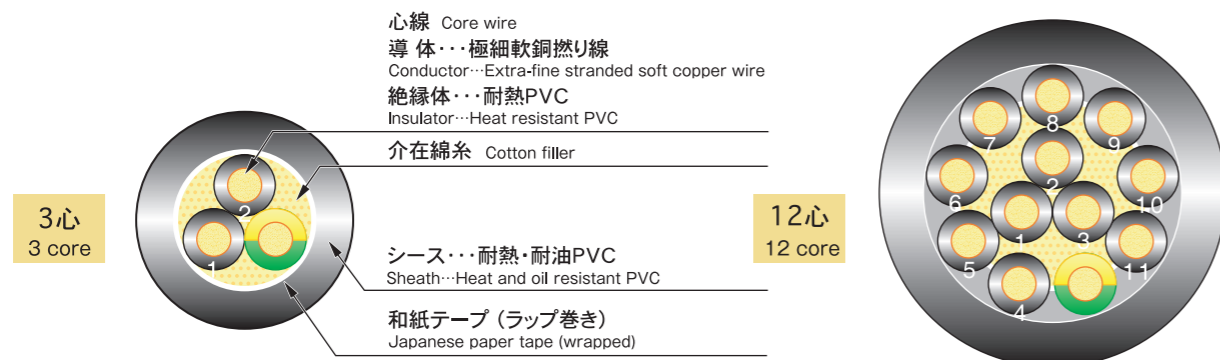 心線 Core wire
導 体･･･極細軟銅撚り線
Conductor…Extra-fine stranded soft copper wire
絶縁体･･･耐熱PVC
Insulator…Heat resistant PVC
介在綿糸 Cotton filler
シース･･･耐熱・耐油PVC
Sheath…Heat and oil resistant PVC
和紙テープ（ラップ巻き）
Japanese paper tape (wrapped)
3心
3 core
2
1
12心
12 core
8
7
9
2
6
10
1
3
5
11
4